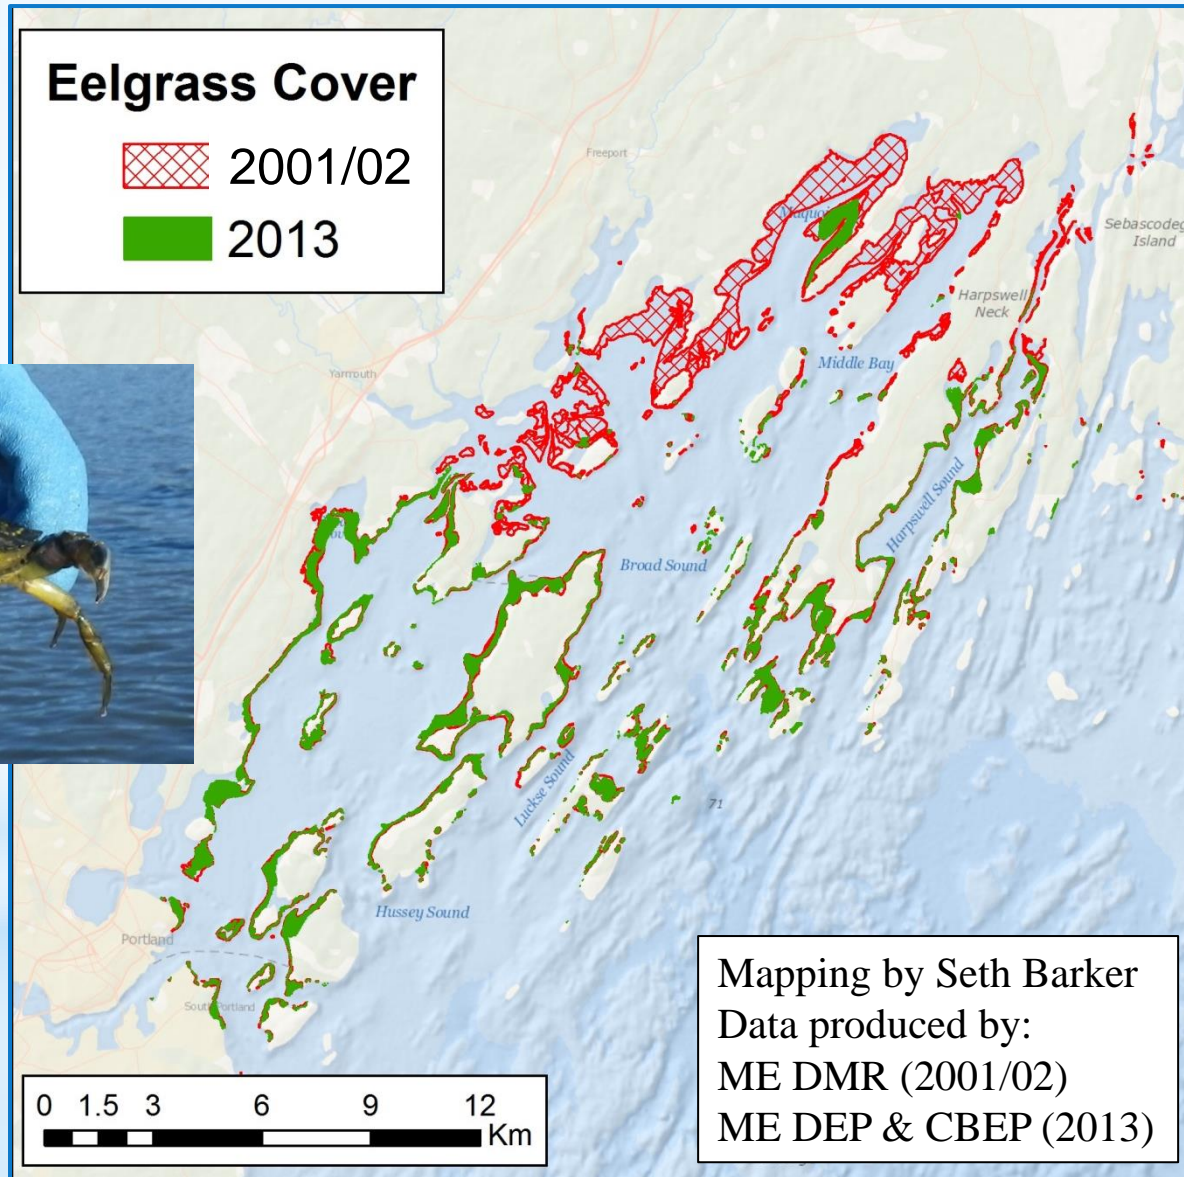 Eelgrass Cover
2001/02
2013
Freeport
Sebascodeg
Island
Harpswell
Neck
Yarmouth
Middle Bay
Harpswell Sound
Broad Sound
Luckse Sound
71
Hussey Sound
Portland
South Portland
Mapping by Seth Barker
Data produced by:
ME DMR (2001/02)
ME DEP & CBEP (2013)
0 1.5 3 6 9 12
Km